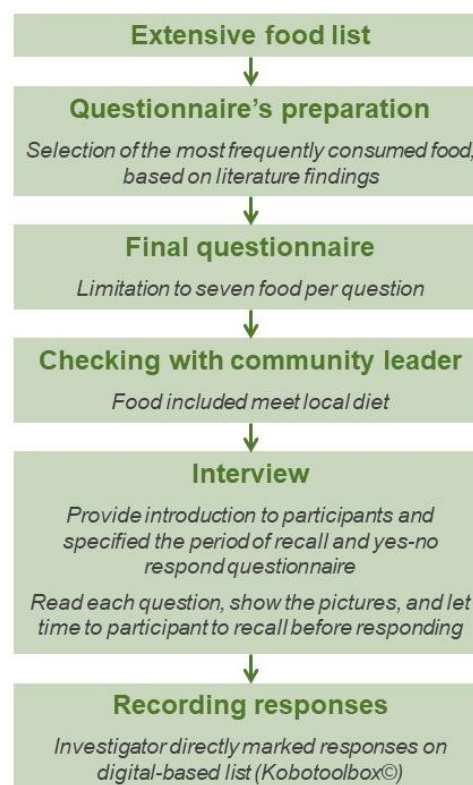 Extensive food list
Questionnaire's preparation
Selection of the most frequently consumed food,
based on literature findings
Final questionnaire
Limitation to seven food per question
Checking with community leader
Food included meet local diet
Interview
Provide introduction to participants and
specified the period of recall and yes-no
respond questionnaire
Read each question, show the pictures, and let
time to participant to recall before responding
Recording responses
Investigator directly marked responses on
digital-based list (Kobotoolbox©)